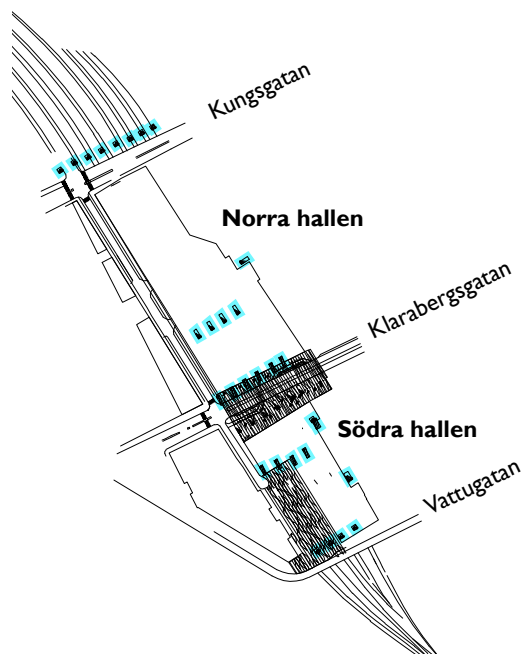 Kungsgatan
Norra hallen
Klarabergsgatan
Södra hallen
Vattugatan